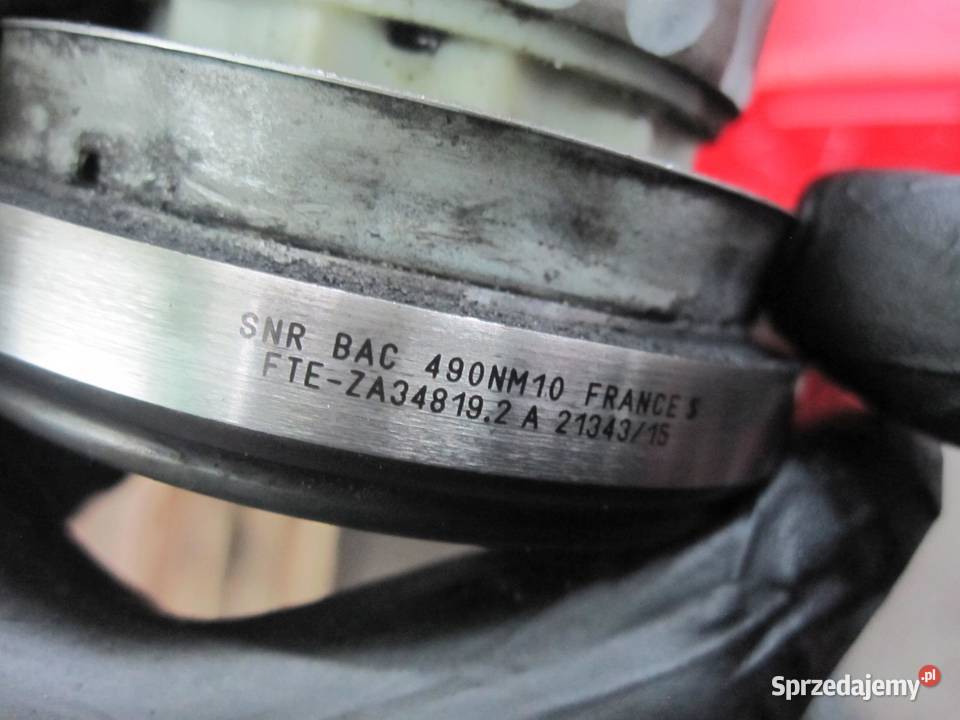 SNR BAC 490NM10 FRANCE S
FTE-ZA34819.2 A 21343/15
Sprzedajemy.pl